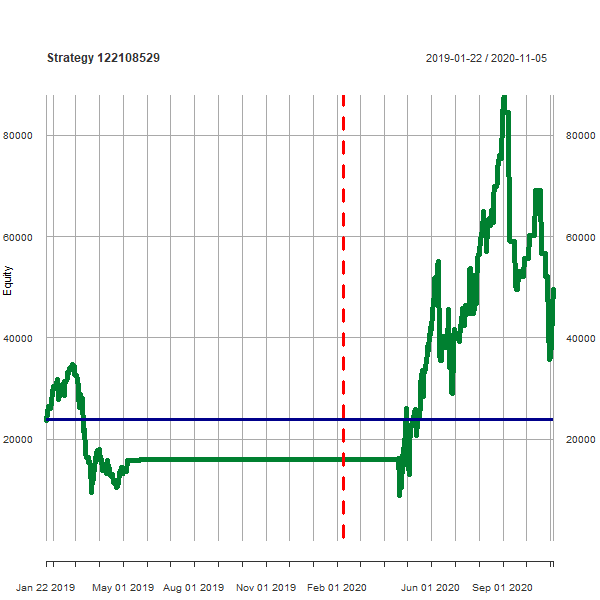 Strategy 122108529
2019-01-22 / 2020-11-05
80000
80000
60000
60000
Equity
40000
40000
20000
20000
Jan 22 2019
May 01 2019
Aug 01 2019
Nov 01 2019
Feb 01 2020
Jun 01 2020
Sep 01 2020